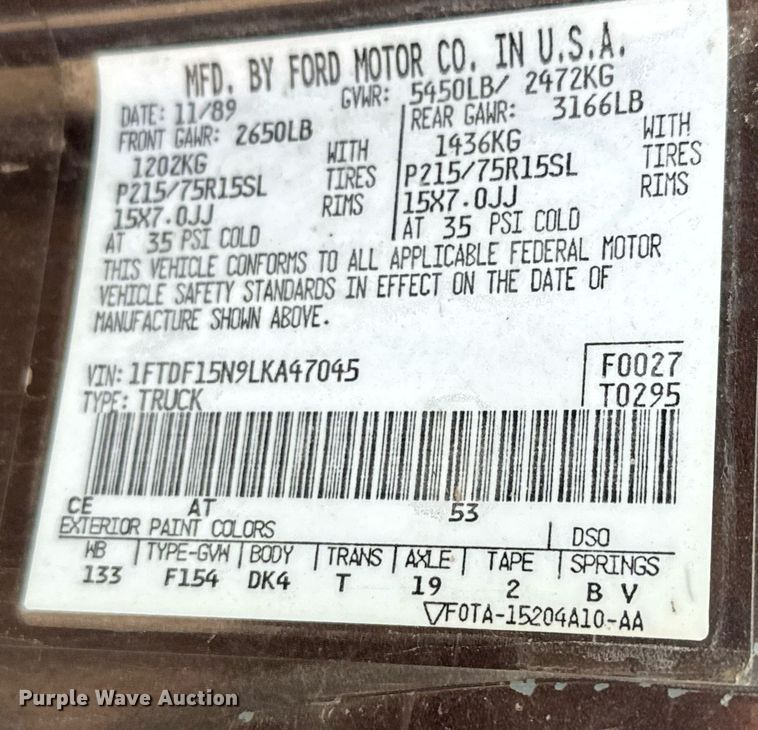 MFD. BY FORD MOTOR CO. IN U.S.A.
DATE: 11/89 GVWR: 5450LB/ 2472KG
FRONT GAWR: 2650LB REAR GAWR: 3166LB
1202KG WITH 1436KG WITH
P215/75R15SL TIRES P215/75R15SL TIRES
15X7.0JJ RIMS 15X7.0JJ RIMS
AT 35 PSI COLD AT 35 PSI COLD
THIS VEHICLE CONFORMS TO ALL APPLICABLE FEDERAL MOTOR
VEHICLE SAFETY STANDARDS IN EFFECT ON THE DATE OF
MANUFACTURE SHOWN ABOVE.
VIN: 1FTDF15N9LKA47045 F0027
TYPE: TRUCK T0295
CE AT 53
EXTERIOR PAINT COLORS DSO
WB TYPE-GVW BODY TRANS AXLE TAPE SPRINGS
133 F154 DK4 T 19 2 B V
F0TA-15204A10-AA
Purple Wave Auction